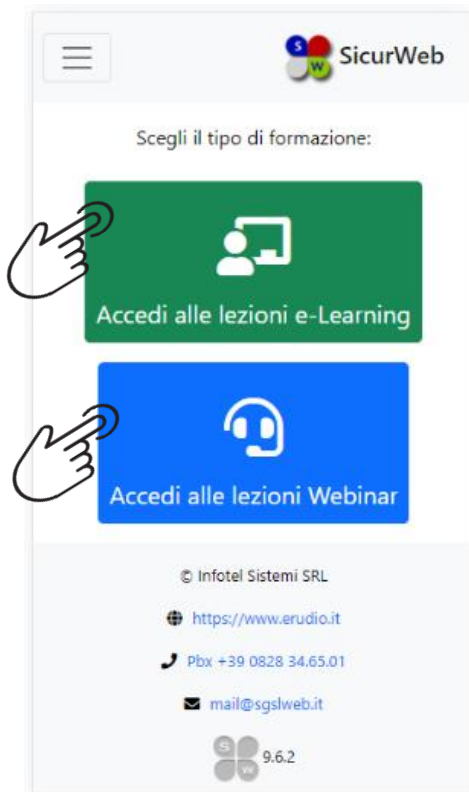 S W SicurWeb
Scegli il tipo di formazione:
Accedi alle lezioni e-Learning
Accedi alle lezioni Webinar
© Infotel Sistemi SRL
https://www.erudio.it
Pbx +39 0828 34.65.01
mail@sgslweb.it
S W 9.6.2